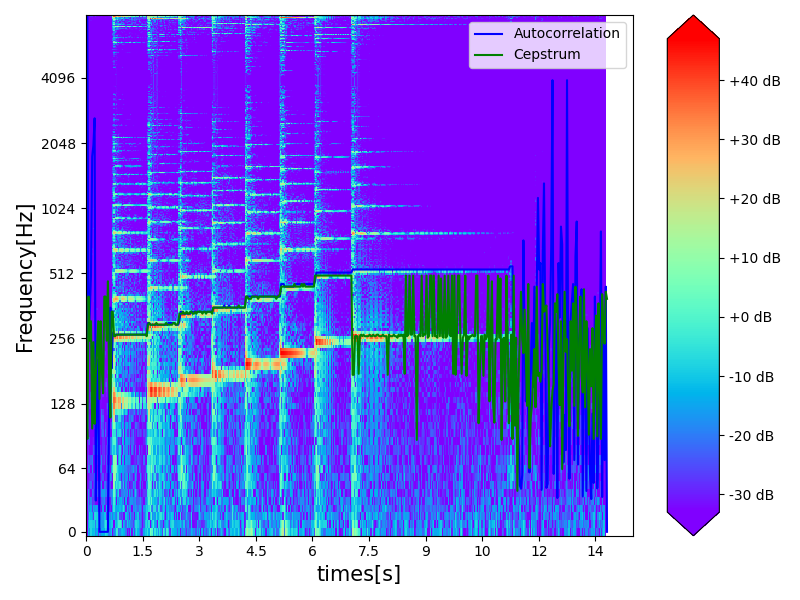 Autocorrelation
Cepstrum
Frequency[Hz]
4096
2048
1024
512
256
128
64
0
0 1.5 3 4.5 6 7.5 9 10 12 14
times[s]
+40 dB
+30 dB
+20 dB
+10 dB
+0 dB
-10 dB
-20 dB
-30 dB